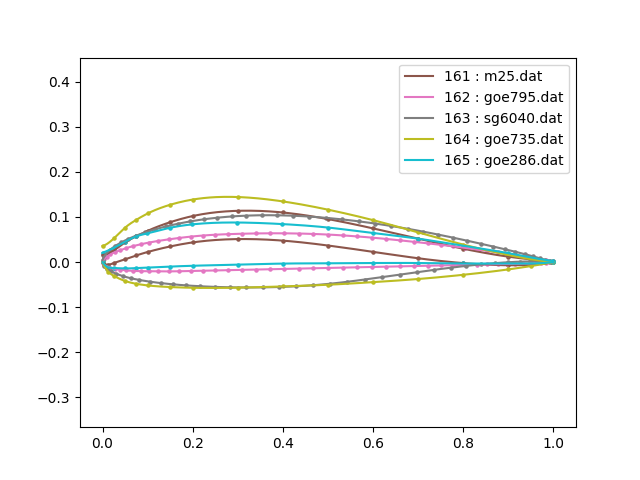 161 : m25.dat
162 : goe795.dat
163 : sg6040.dat
164 : goe735.dat
165 : goe286.dat
0.4
0.3
0.2
0.1
0.0
−0.1
−0.2
−0.3
0.0 0.2 0.4 0.6 0.8 1.0